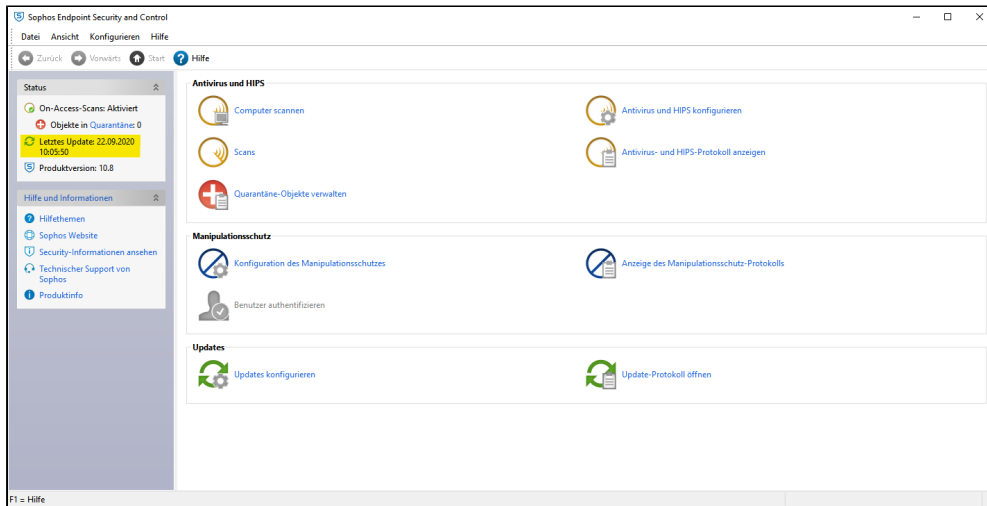 Sophos Endpoint Security and Control
Datei Ansicht Konfigurieren Hilfe
Zurück Vorwärts Start Hilfe
Status
On-Access-Scans: Aktiviert
Objekte in Quarantäne: 0
Letztes Update: 22.09.2020
10:05:50
Produktversion: 10.8
Hilfe und Informationen
Hilfethemen
Sophos Website
Security-Informationen ansehen
Technischer Support von
Sophos
Produktinfo
Antivirus und HIPS
Computer scannen
Antivirus und HIPS konfigurieren
Scans
Antivirus- und HIPS-Protokoll anzeigen
Quarantäne-Objekte verwalten
Manipulationsschutz
Konfiguration des Manipulationsschutzes
Anzeige des Manipulationsschutz-Protokolls
Benutzer authentifizieren
Updates
Updates konfigurieren
Update-Protokoll öffnen
F1 = Hilfe